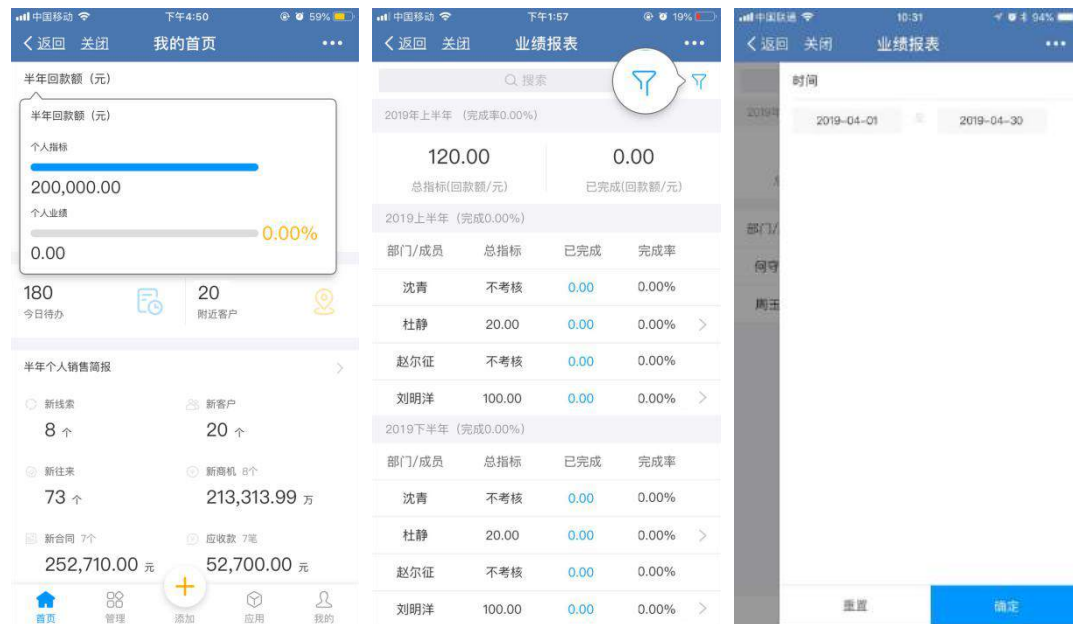 中国移动 下午4:50 59%
返回 关闭 我的首页
半年回款额（元）
半年回款额（元）
个人指标
200,000.00
个人业绩
0.00%
0.00
180 20
今日待办 附近客户
半年个人销售简报
新线索 新客户
8 个 20 个
新往来 新商机 8个
73 个 213,313.99 万
新合同 7个 应收款 7笔
252,710.00 元 52,700.00 元
首页 管理 添加 应用 我的
中国移动 下午1:57 19%
返回 关闭 业绩报表
搜索
2019年上半年 （完成率0.00%）
120.00 0.00
总指标(回款额/元) 已完成(回款额/元)
2019上半年（完成0.00%）
部门/成员 总指标 已完成 完成率
沈青 不考核 0.00 0.00%
杜静 20.00 0.00 0.00%
赵尔征 不考核 0.00 0.00%
刘明洋 100.00 0.00 0.00%
2019下半年（完成0.00%）
部门/成员 总指标 已完成 完成率
沈青 不考核 0.00 0.00%
杜静 20.00 0.00 0.00%
赵尔征 不考核 0.00 0.00%
刘明洋 100.00 0.00 0.00%
中国联通 10:31 94%
返回 关闭 业绩报表
时间
2019年
2019-04-01 至 2019-04-30
部门/
何守
周玉
重置 确定